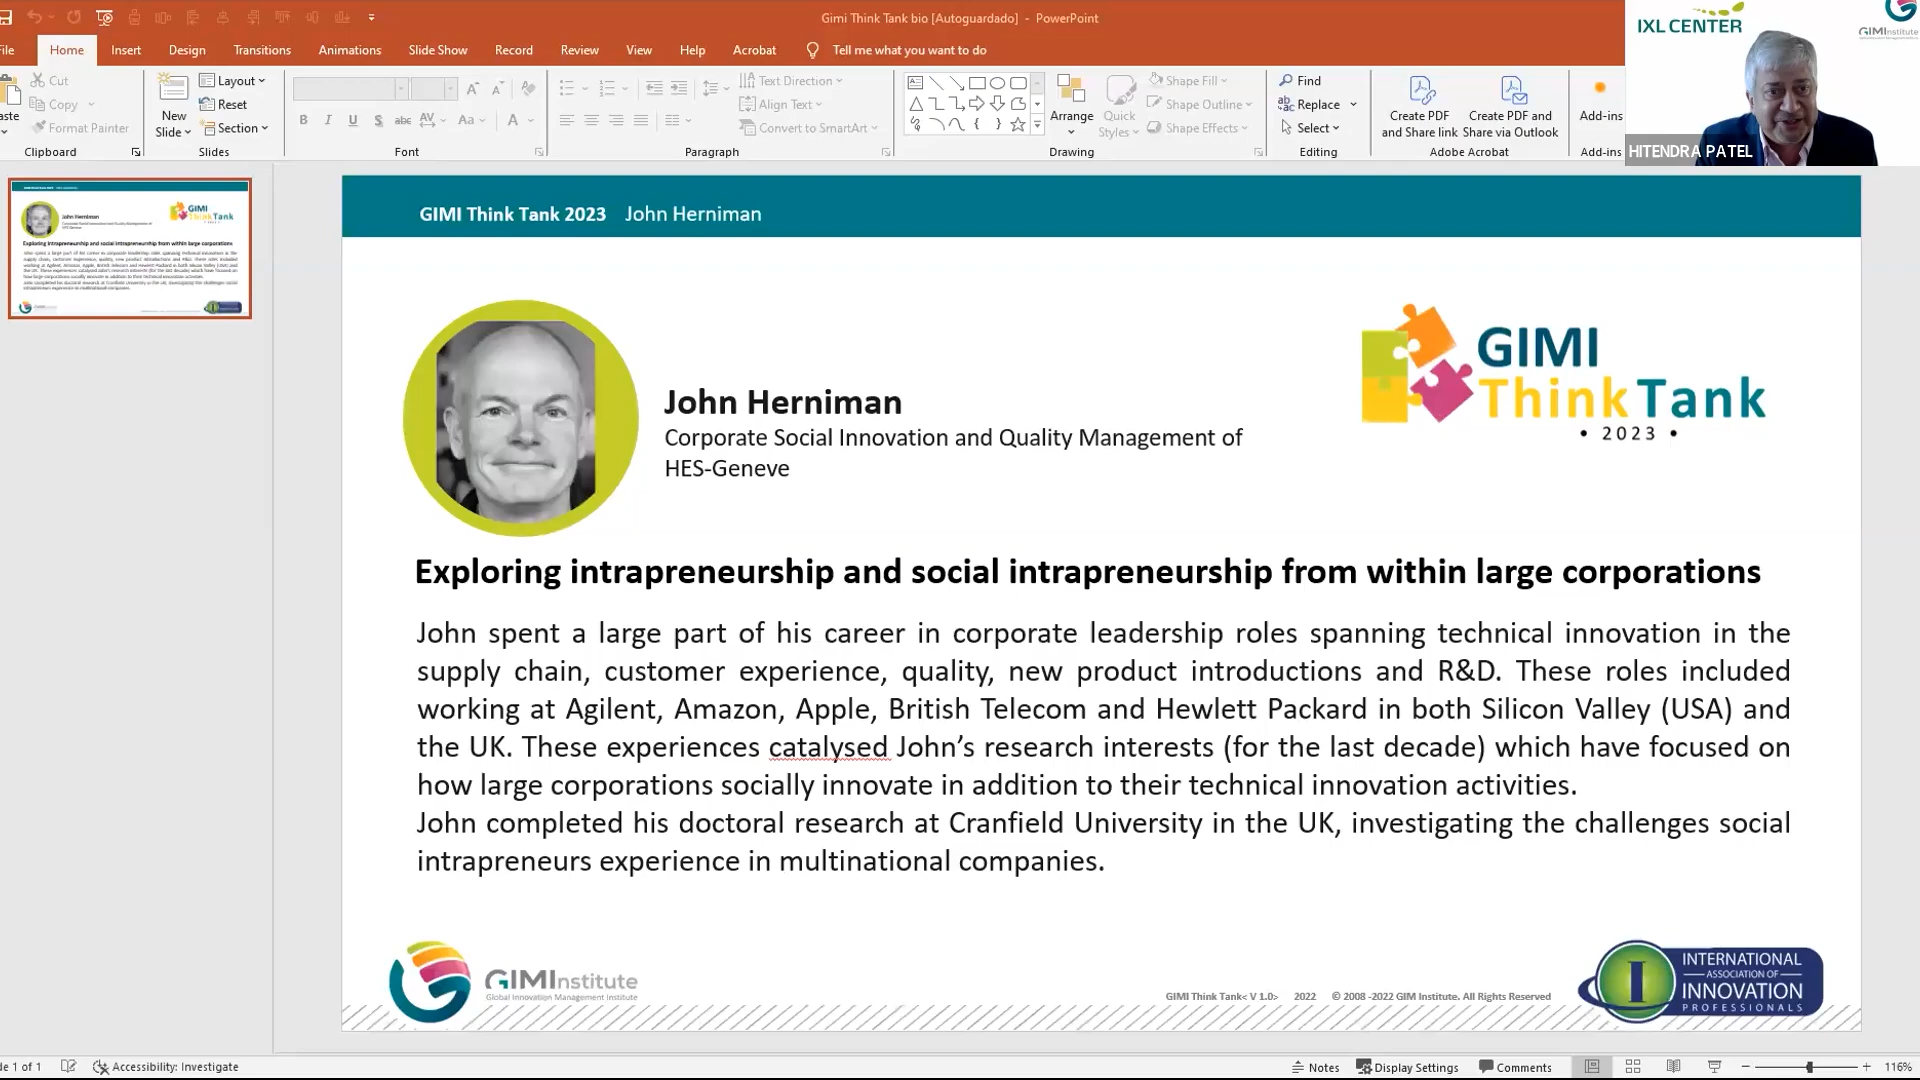 Gimi Think Tank bio [Autoguardado] - PowerPoint
IXL CENTER
GIMInstitute
File Home Insert Design Transitions Animations Slide Show Record Review View Help Acrobat Tell me what you want to do
Cut
Copy
Format Painter
Clipboard
New
Slide
Layout
Reset
Section
Slides
B I U S abc AV Aa A
Font
Text Direction
Align Text
Convert to SmartArt
Paragraph
Arrange
Quick
Styles
Shape Fill
Shape Outline
Shape Effects
Drawing
Find
Replace
Select
Editing
Create PDF
and Share link
Create PDF and
Share via Outlook
Adobe Acrobat
Add-ins
Add-ins
HITENDRA PATEL
GIMI Think Tank 2023 John Herniman
GIMI
Think Tank
• 2023 •
John Herniman
Corporate Social Innovation and Quality Management of
HES-Geneve
Exploring intrapreneurship and social intrapreneurship from within large corporations
John spent a large part of his career in corporate leadership roles spanning technical innovation in the
supply chain, customer experience, quality, new product introductions and R&D. These roles included
working at Agilent, Amazon, Apple, British Telecom and Hewlett Packard in both Silicon Valley (USA) and
the UK. These experiences catalysed John’s research interests (for the last decade) which have focused on
how large corporations socially innovate in addition to their technical innovation activities.
John completed his doctoral research at Cranfield University in the UK, investigating the challenges social
intrapreneurs experience in multinational companies.
GIMInstitute
Global Innovation Management Institute
GIMI Think Tank< V 1.0> 2022 © 2008 -2022 GIM Institute. All Rights Reserved
I
INTERNATIONAL
ASSOCIATION OF
INNOVATION
PROFESSIONALS
de 1 of 1 Accessibility: Investigate Notes Display Settings Comments 116%